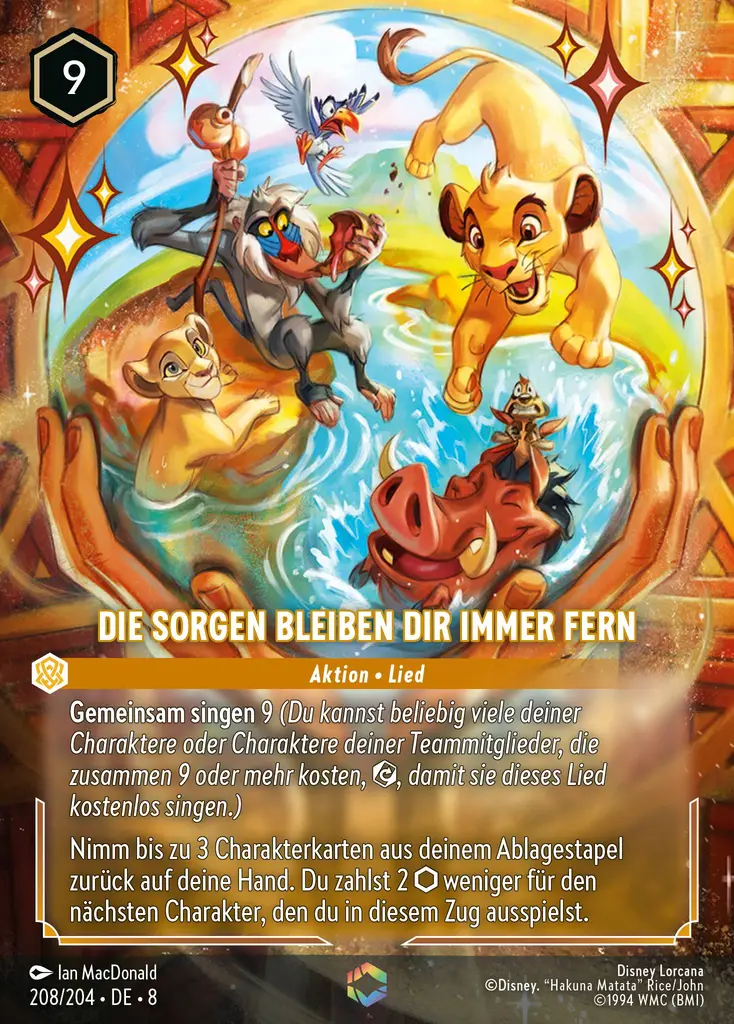 9
DIE SORGEN BLEIBEN DIR IMMER FERN
Aktion • Lied
Gemeinsam singen 9 (Du kannst beliebig viele deiner
Charaktere oder Charaktere deiner Teammitglieder, die
zusammen 9 oder mehr kosten, , damit sie dieses Lied
kostenlos singen.)
Nimm bis zu 3 Charakterkarten aus deinem Ablagestapel
zurück auf deine Hand. Du zahlst 2 weniger für den
nächsten Charakter, den du in diesem Zug ausspielst.
Ian MacDonald
208/204 • DE • 8
Disney Lorcana
©Disney. “Hakuna Matata” Rice/John
©1994 WMC (BMI)